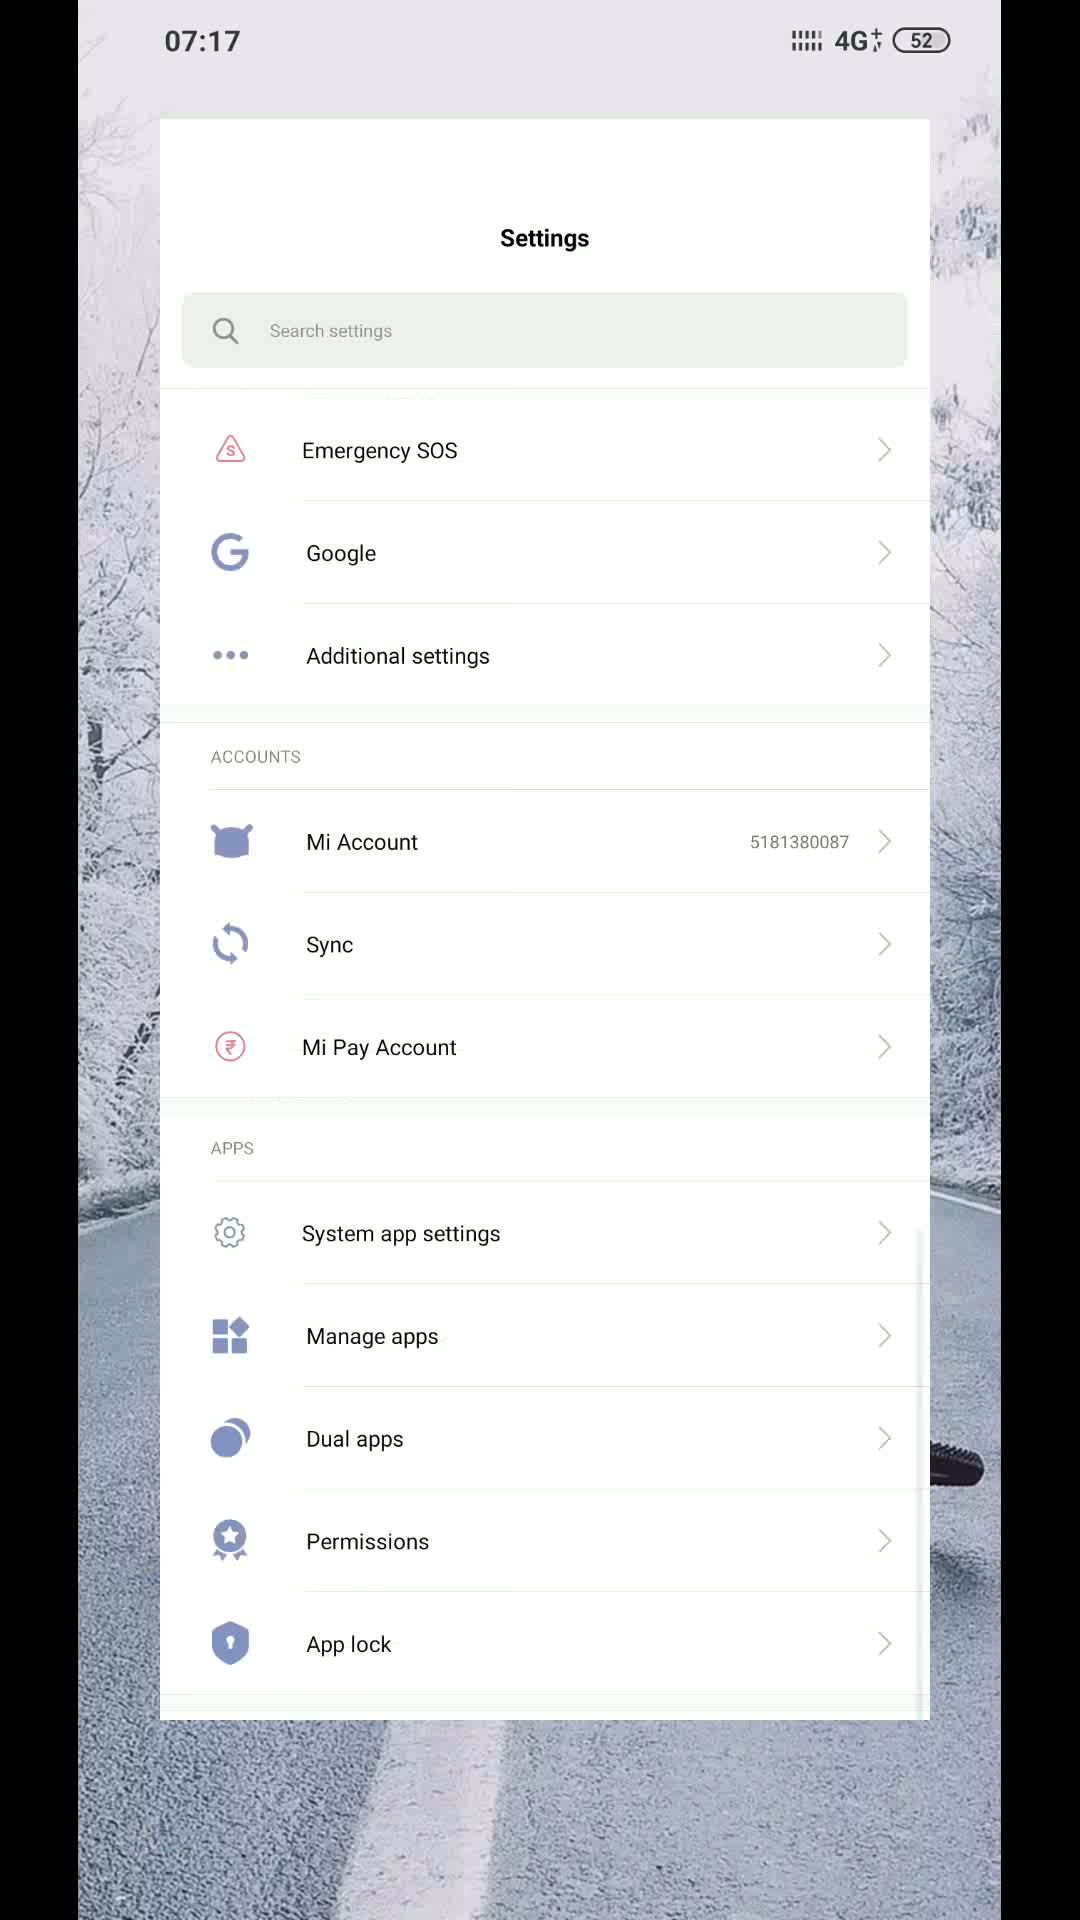 07:17
4G+ 52
Settings
Search settings
Emergency SOS
Google
Additional settings
ACCOUNTS
Mi Account 5181380087
Sync
Mi Pay Account
APPS
System app settings
Manage apps
Dual apps
Permissions
App lock